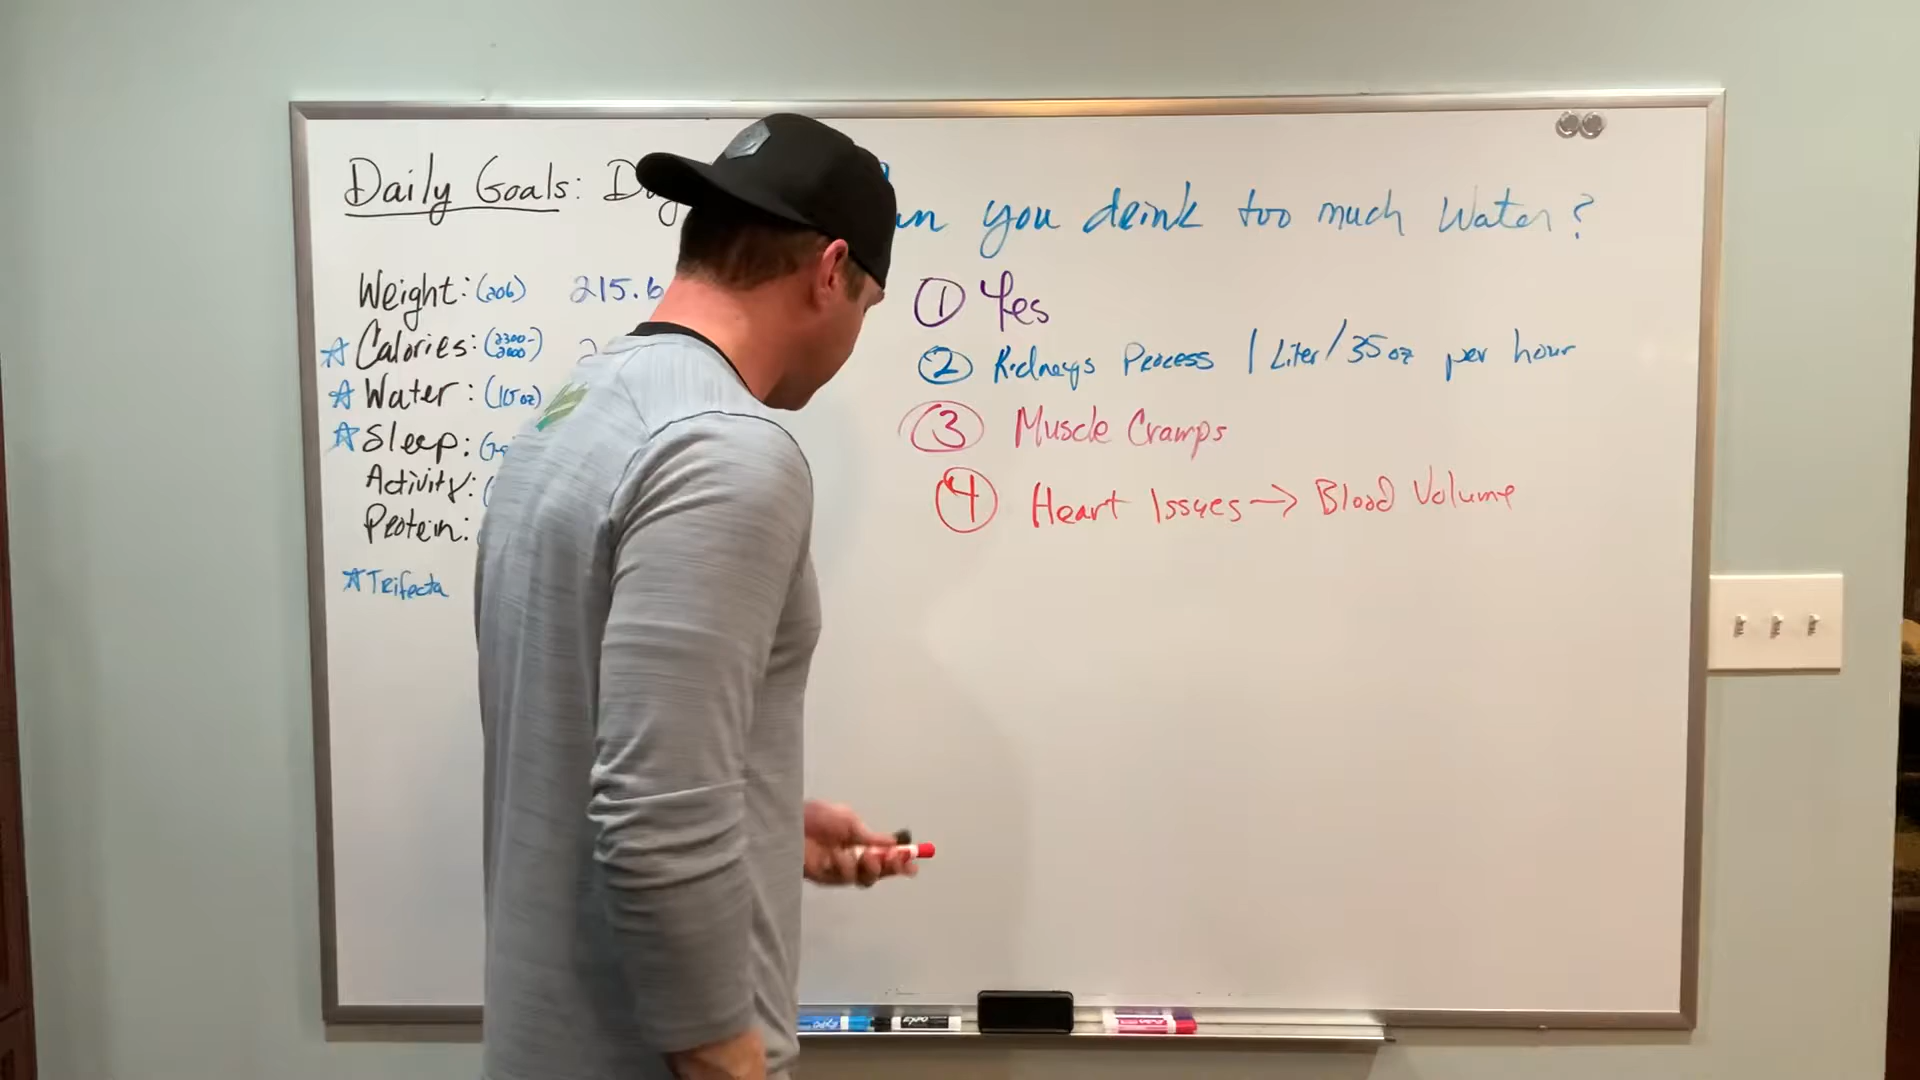 Daily Goals:
Weight: (206) 215.6
☆ Calories: (2300-2800)
☆ Water:
☆ Sleep:
Activity:
Protein:
☆ Trifecta
you drink too much Water?
① Yes
② Kidneys Process 1 Liter/35oz per hour
③ Muscle Cramps
④ Heart Issues → Blood Volume